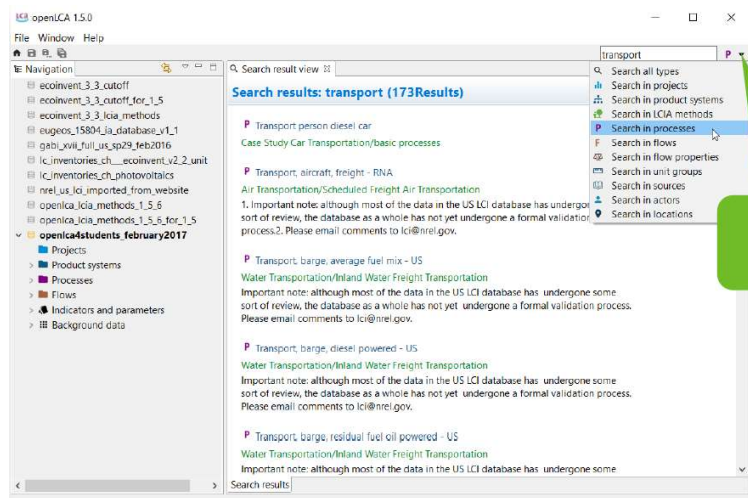 openLCA 1.5.0
File Window Help
transport
P
Navigation
ecoinvent_3_3_cutoff
ecoinvent_3_3_cutoff_for_1_5
ecoinvent_3_3_lcia_methods
eugeos_15804_ia_database_v1_1
gabi_xvii_full_us_sp29_feb2016
lc_inventories_ch__ecoinvent_v2_2_unit
lc_inventories_ch_photovoltaics
nrel_us_lci_imported_from_website
openlca_lcia_methods_1_5_6
openlca_lcia_methods_1_5_6_for_1_5
openlca4students_february2017
Projects
Product systems
Processes
Flows
Indicators and parameters
Background data
Search result view
Search results: transport (173Results)
P Transport person diesel car
Case Study Car Transportation/basic processes
P Transport, aircraft, freight - RNA
Air Transportation/Scheduled Freight Air Transportation
1. Important note: although most of the data in the US LCI database has undergone
sort of review, the database as a whole has not yet undergone a formal validation
process.2. Please email comments to lci@nrel.gov.
P Transport, barge, average fuel mix - US
Water Transportation/Inland Water Freight Transportation
Important note: although most of the data in the US LCI database has undergone some
sort of review, the database as a whole has not yet undergone a formal validation process.
Please email comments to lci@nrel.gov.
P Transport, barge, diesel powered - US
Water Transportation/Inland Water Freight Transportation
Important note: although most of the data in the US LCI database has undergone some
sort of review, the database as a whole has not yet undergone a formal validation process.
Please email comments to lci@nrel.gov.
P Transport, barge, residual fuel oil powered - US
Water Transportation/Inland Water Freight Transportation
Important note: although most of the data in the US LCI database has undergone some
Search results
Search all types
Search in projects
Search in product systems
Search in LCIA methods
P Search in processes
F Search in flows
Search in flow properties
Search in unit groups
Search in sources
Search in actors
Search in locations